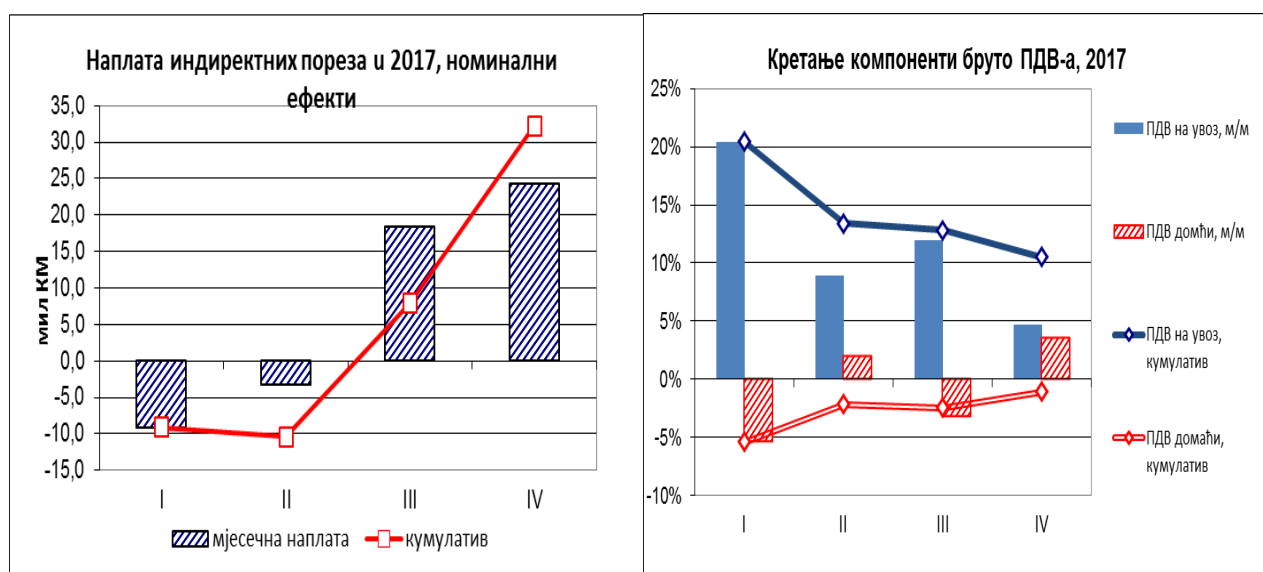 Наплата индиректних пореза u 2017, номинални
ефекти
35,0
30,0
25,0
20,0
15,0
10,0
5,0
0,0
-5,0
-10,0
-15,0
мил КМ
I II III IV
мјесечна наплата кумулатив
Кретање компоненти бруто ПДВ-а, 2017
25%
20%
15%
10%
5%
0%
-5%
-10%
I II III IV
ПДВ на увоз, м/м
ПДВ домћи, м/м
ПДВ на увоз,
кумулатив
ПДВ домаћи,
кумулатив